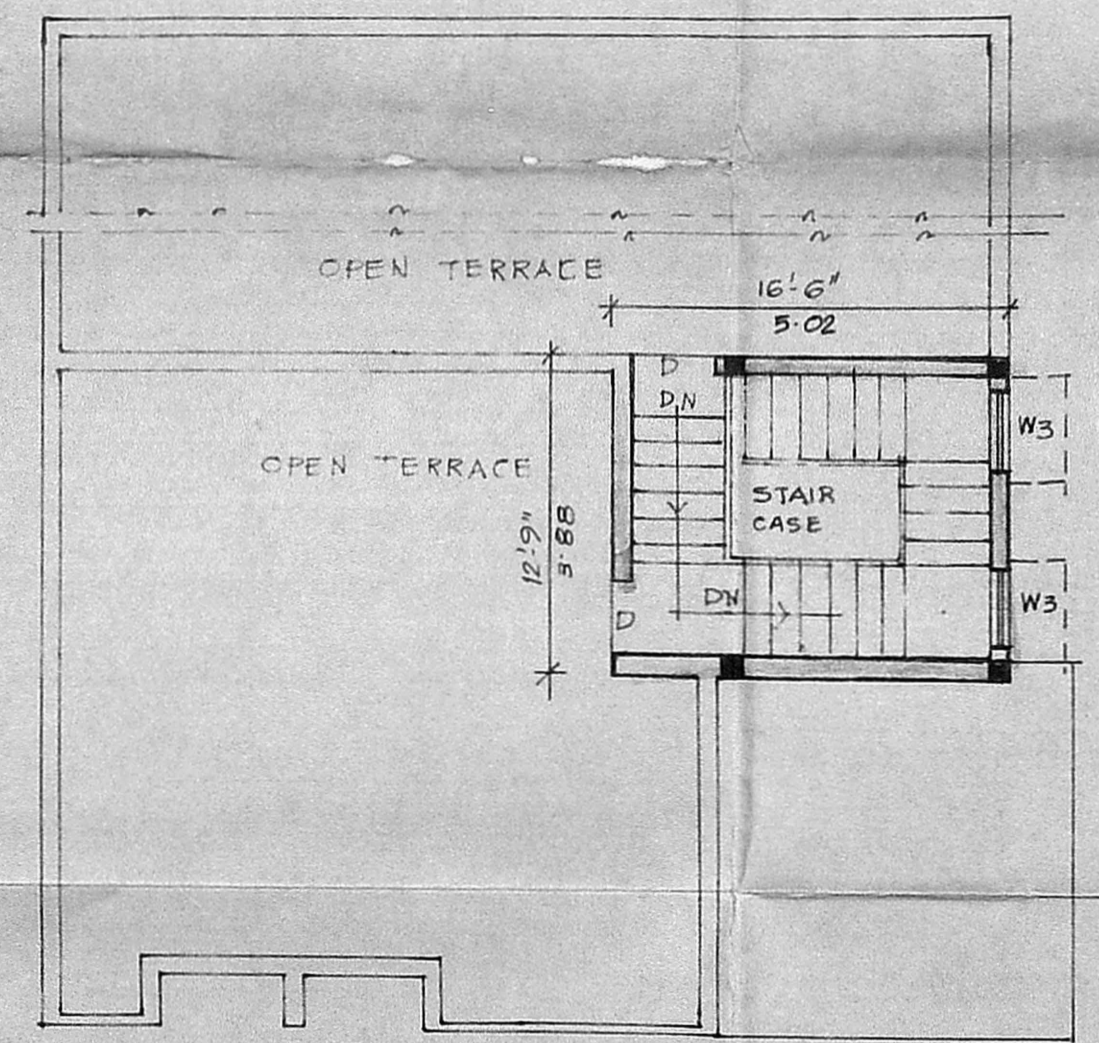 OPEN TERRACE
16'-6"
5.02
D
DN
W3
OPEN TERRACE
STAIR
CASE
12'-9"
3.88
DN
W3
D